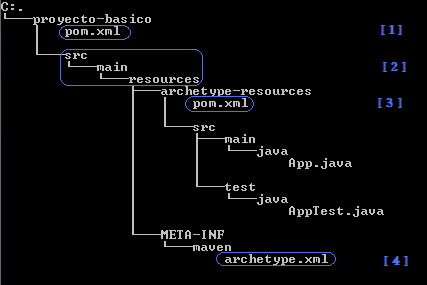 C:.
proyecto-basico
pom.xml [1]
src
main [2]
resources
archetype-resources
pom.xml [3]
src
main
java
App.java
test
java
AppTest.java
META-INF
maven
archetype.xml [4]